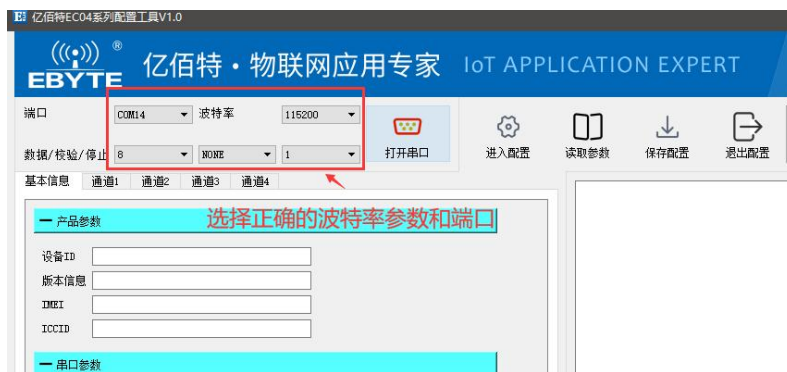 亿佰特EC04系列配置工具V1.0
(((•))) ®
EBYTE 亿佰特·物联网应用专家 IoT APPLICATION EXPERT
端口 COM14 波特率 115200
数据/校验/停止 8 NONE 1
打开串口 进入配置 读取参数 保存配置 退出配置
基本信息 通道1 通道2 通道3 通道4
选择正确的波特率参数和端口
产品参数
设备ID
版本信息
IMEI
ICCID
串口参数